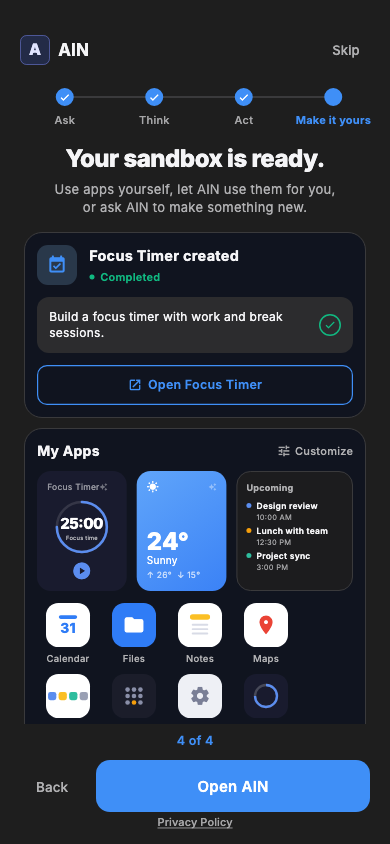 A AIN
Skip
Ask
Think
Act
Make it yours
Your sandbox is ready.
Use apps yourself, let AIN use them for you,
or ask AIN to make something new.
Focus Timer created
Completed
Build a focus timer with work and break
sessions.
Open Focus Timer
My Apps
Customize
Focus Timer
25:00
Focus time
24°
Sunny
↑ 26° ↓ 15°
Upcoming
Design review
10:00 AM
Lunch with team
12:30 PM
Project sync
3:00 PM
31
Calendar
Files
Notes
Maps
4 of 4
Back
Open AIN
Privacy Policy